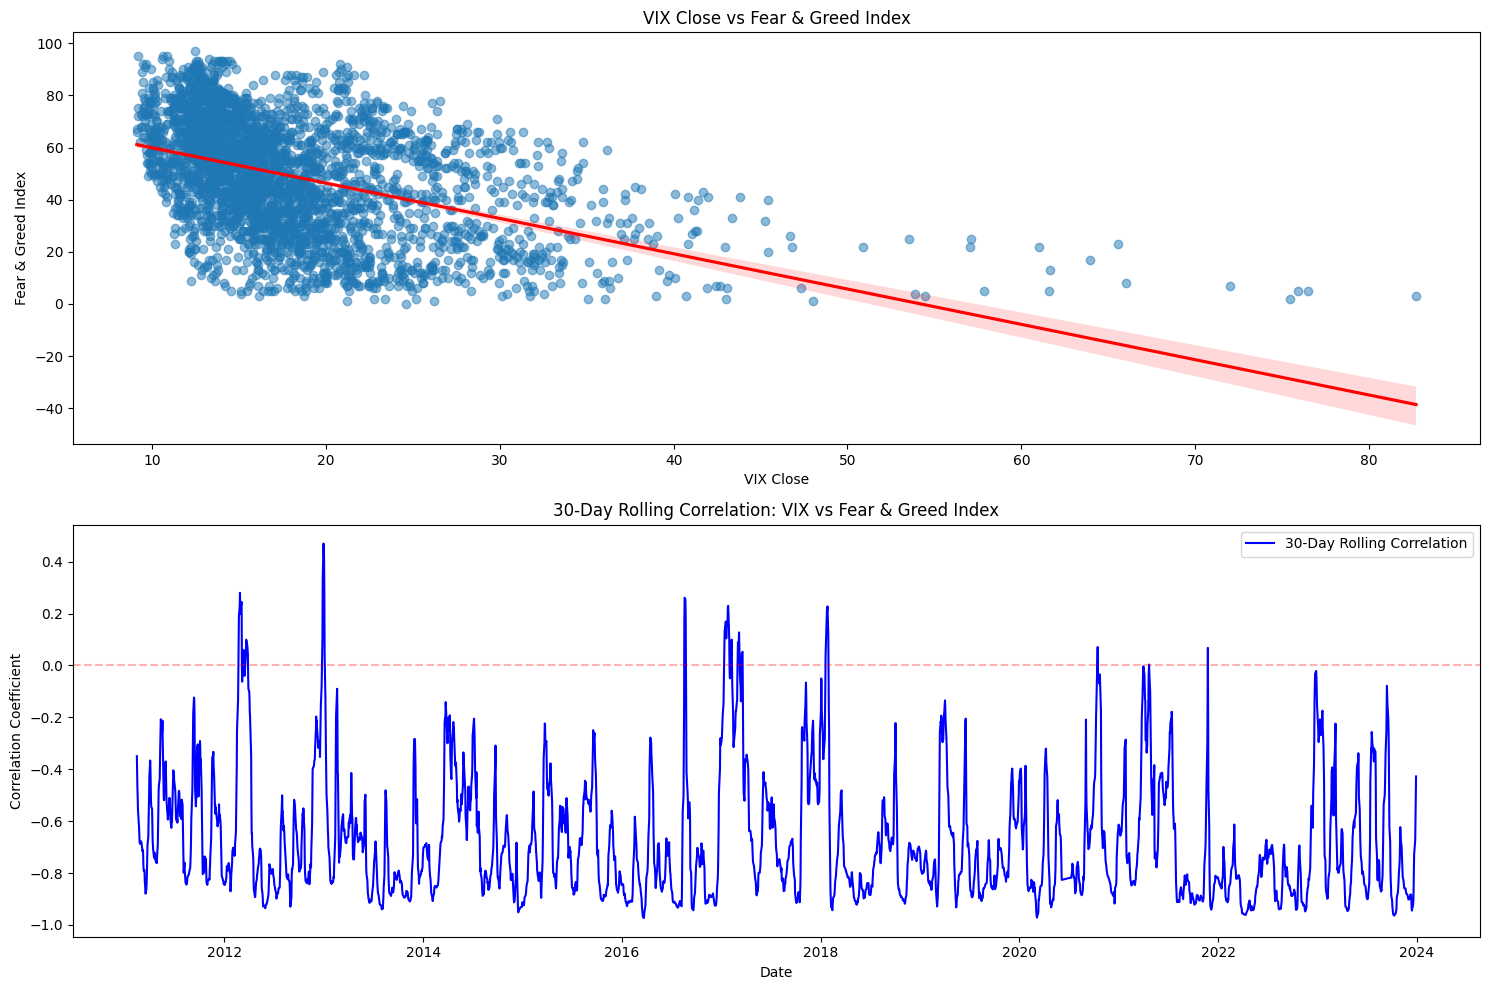 VIX Close vs Fear & Greed Index
Fear & Greed Index
100
80
60
40
20
0
−20
−40
10 20 30 40 50 60 70 80
VIX Close
30-Day Rolling Correlation: VIX vs Fear & Greed Index
30-Day Rolling Correlation
Correlation Coefficient
0.4
0.2
0.0
−0.2
−0.4
−0.6
−0.8
−1.0
2012 2014 2016 2018 2020 2022 2024
Date